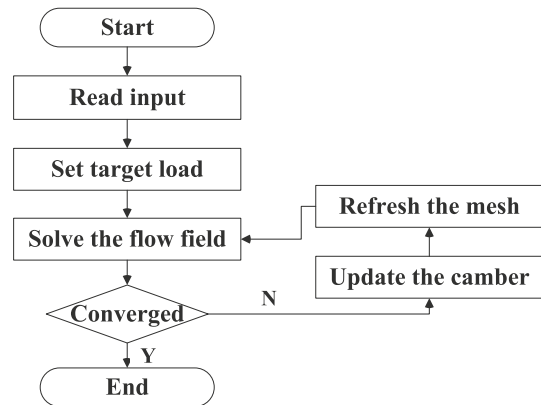 Start
Read input
Set target load
Solve the flow field
Refresh the mesh
Update the camber
Converged
N
Y
End